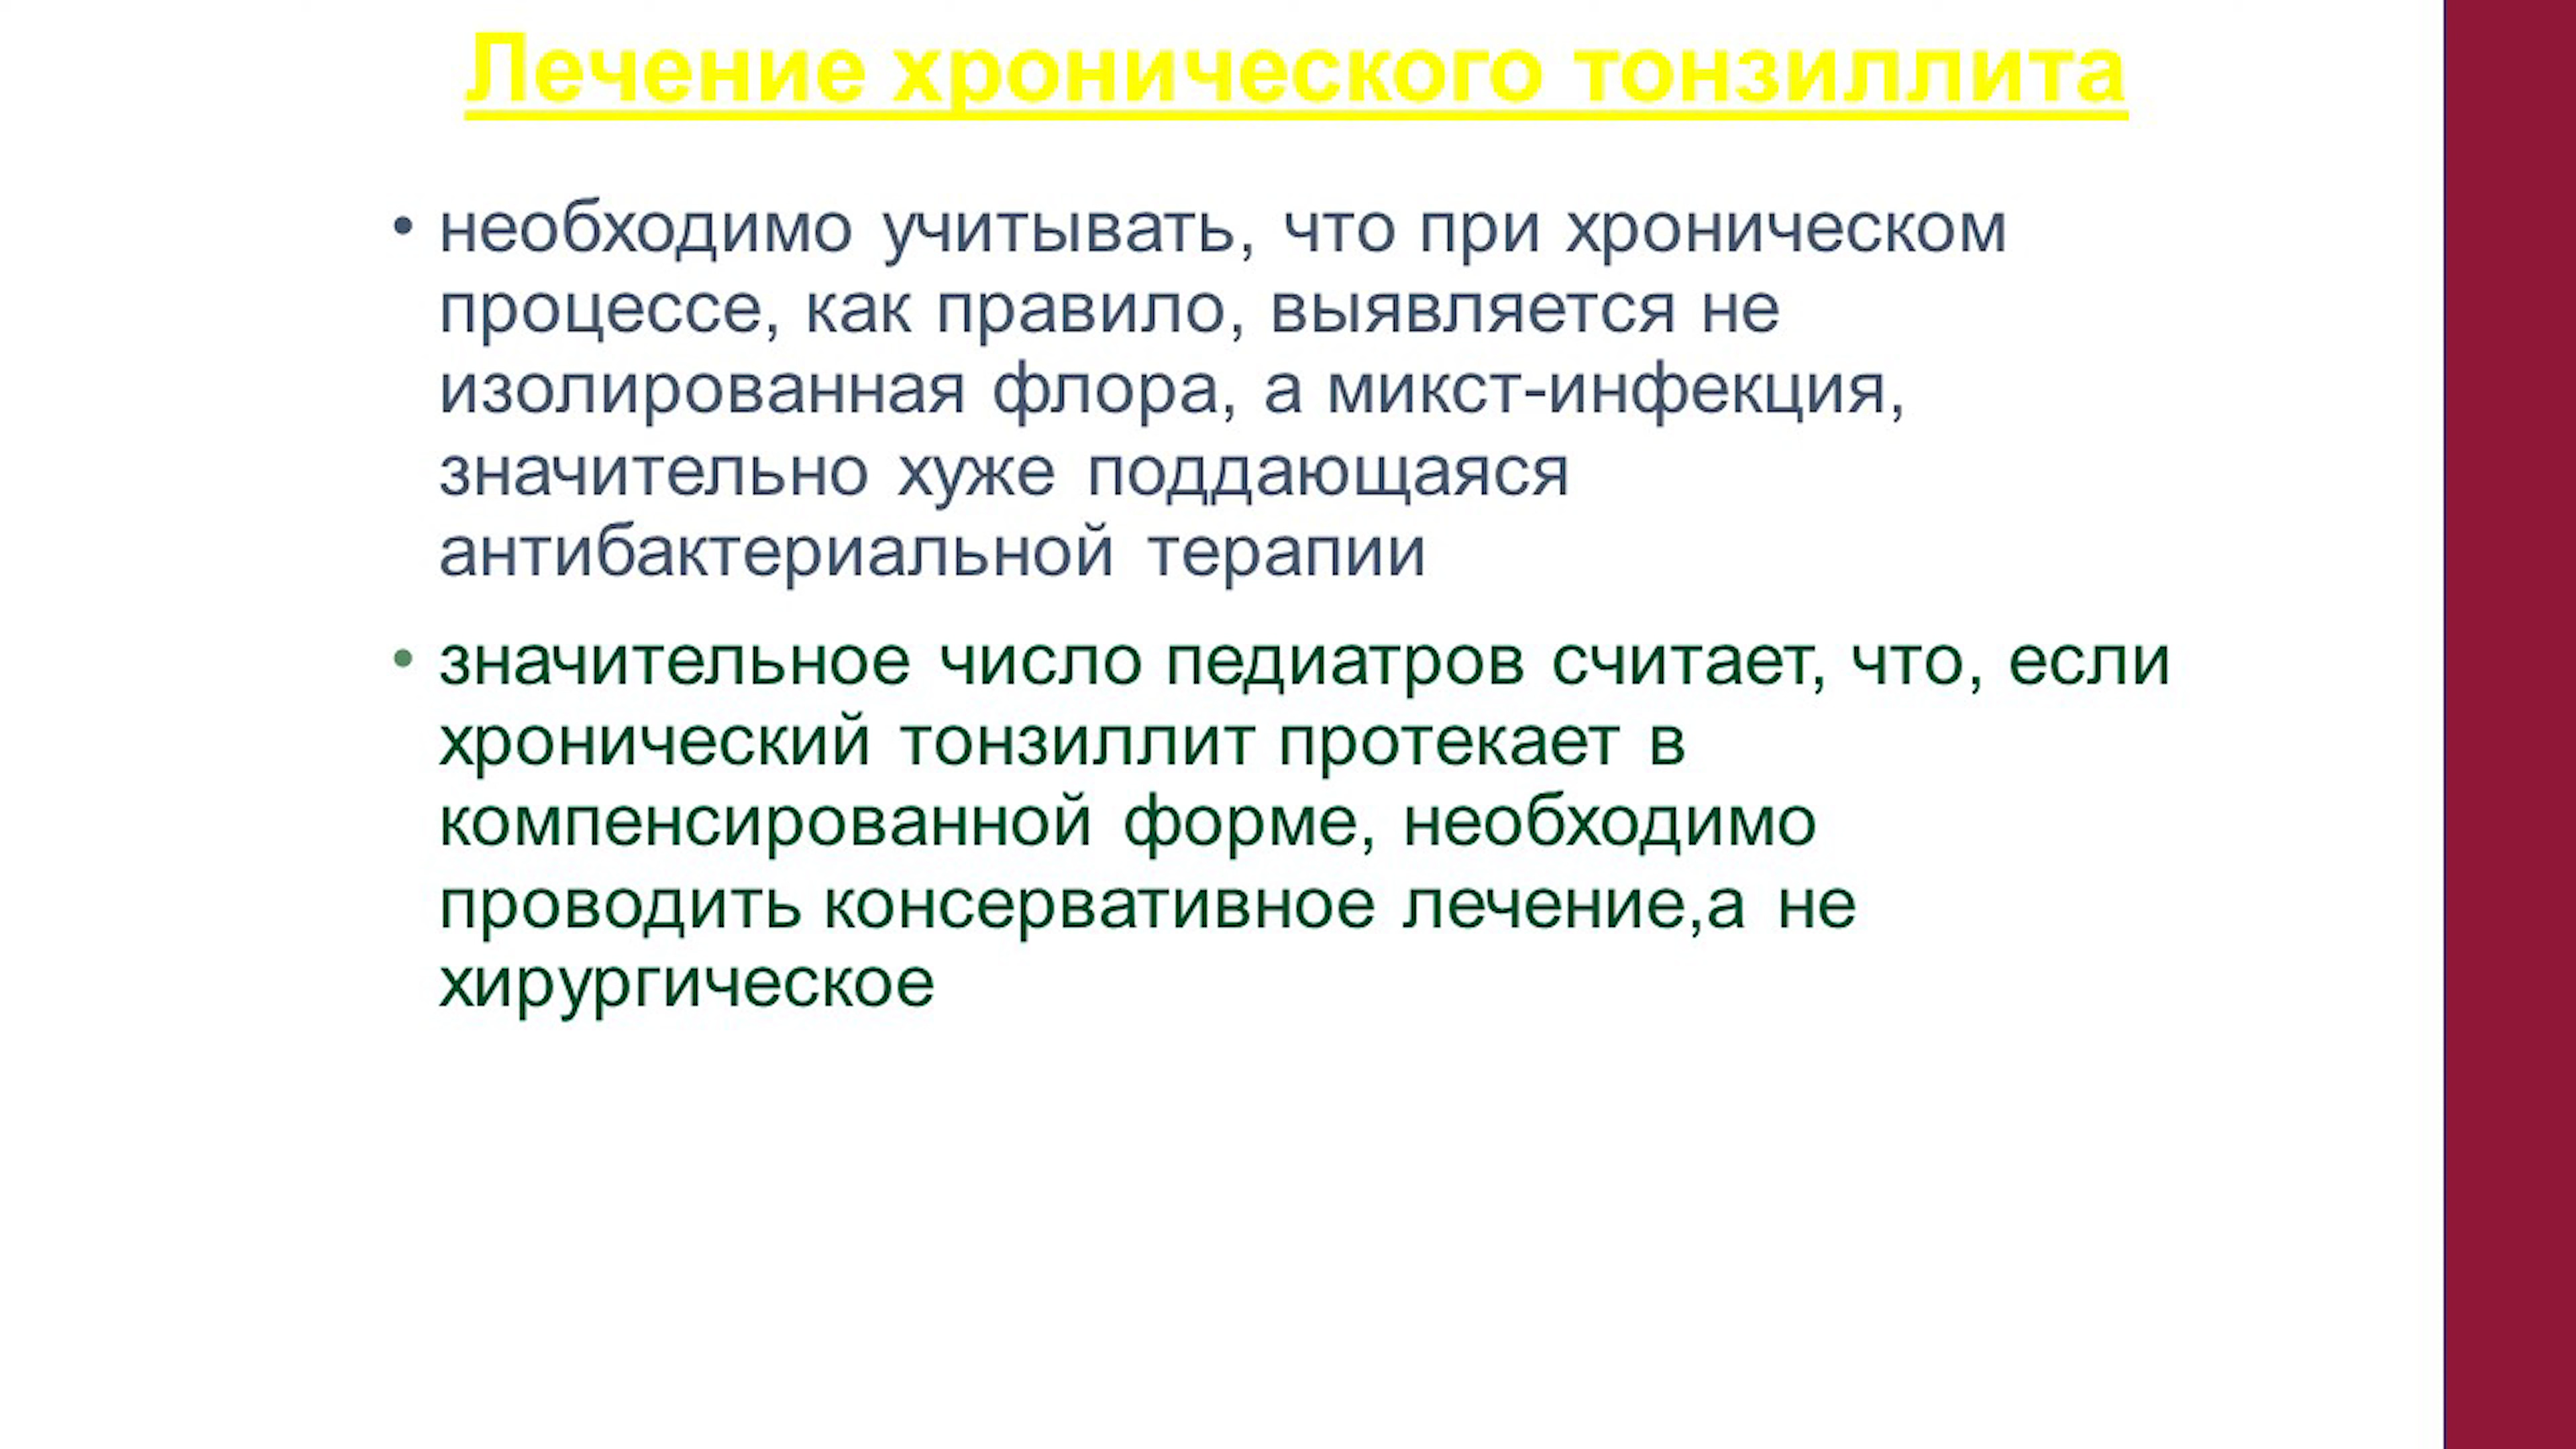 Лечение хронического тонзиллита
• необходимо учитывать, что при хроническом
процессе, как правило, выявляется не
изолированная флора, а микст-инфекция,
значительно хуже поддающаяся
антибактериальной терапии
• значительное число педиатров считает, что, если
хронический тонзиллит протекает в
компенсированной форме, необходимо
проводить консервативное лечение,а не
хирургическое